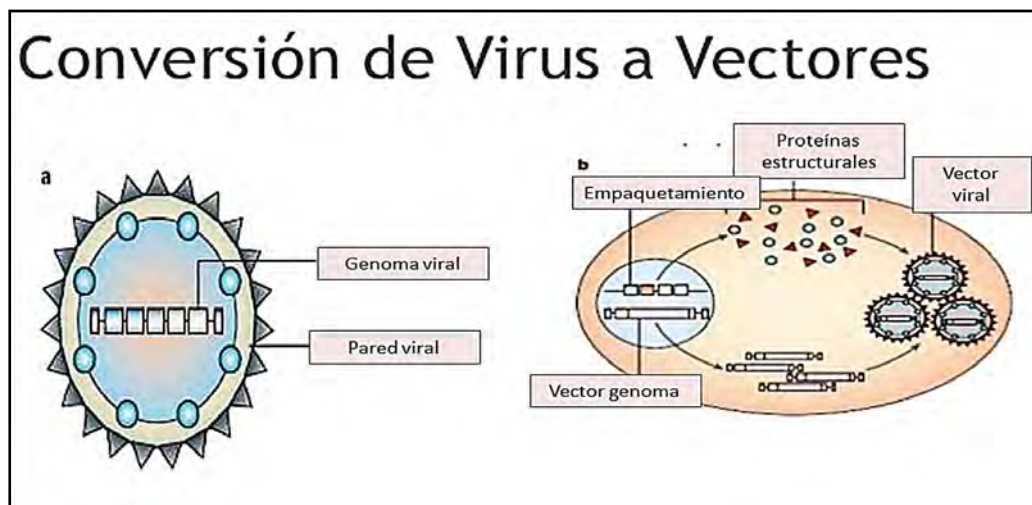 Conversión de Virus a Vectores
a
Genoma viral
Pared viral
b
Proteínas
estructurales
Empaquetamiento
Vector
viral
Vector genoma